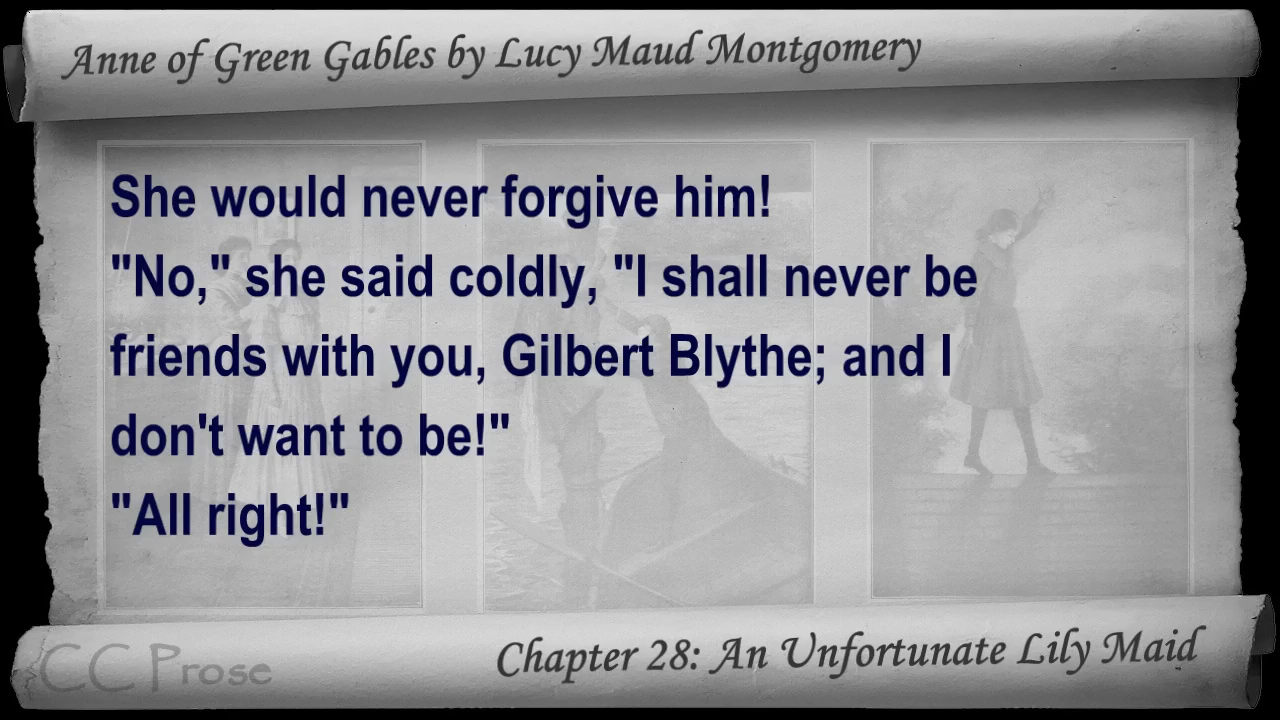 Anne of Green Gables by Lucy Maud Montgomery
She would never forgive him!
"No," she said coldly, "I shall never be
friends with you, Gilbert Blythe; and I
don't want to be!"
"All right!"
CC Prose
Chapter 28: An Unfortunate Lily Maid